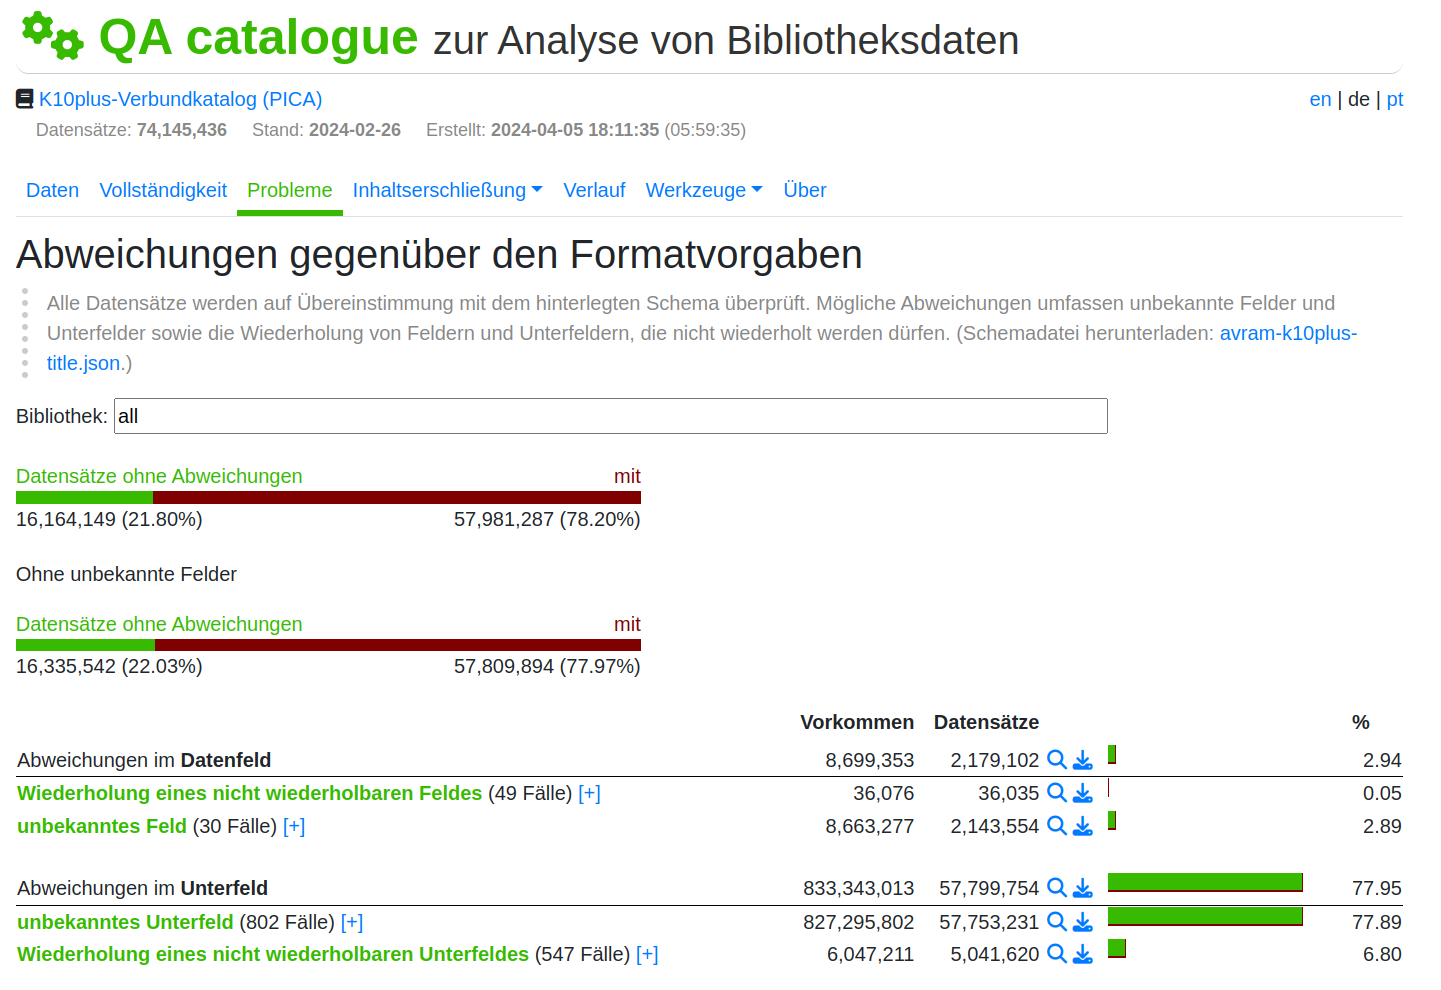 QA catalogue zur Analyse von Bibliotheksdaten
K10plus-Verbundkatalog (PICA) en | de | pt
Datensätze: 74,145,436 Stand: 2024-02-26 Erstellt: 2024-04-05 18:11:35 (05:59:35)
Daten Vollständigkeit Probleme Inhaltserschließung Verlauf Werkzeuge Über
Abweichungen gegenüber den Formatvorgaben
Alle Datensätze werden auf Übereinstimmung mit dem hinterlegten Schema überprüft. Mögliche Abweichungen umfassen unbekannte Felder und
Unterfelder sowie die Wiederholung von Feldern und Unterfeldern, die nicht wiederholt werden dürfen. (Schemadatei herunterladen: avram-k10plus-
title.json.)
Bibliothek: all
Datensätze ohne Abweichungen mit
16,164,149 (21.80%) 57,981,287 (78.20%)
Ohne unbekannte Felder
Datensätze ohne Abweichungen mit
16,335,542 (22.03%) 57,809,894 (77.97%)
Vorkommen Datensätze %
Abweichungen im Datenfeld 8,699,353 2,179,102 2.94
Wiederholung eines nicht wiederholbaren Feldes (49 Fälle) [+] 36,076 36,035 0.05
unbekanntes Feld (30 Fälle) [+] 8,663,277 2,143,554 2.89
Abweichungen im Unterfeld 833,343,013 57,799,754 77.95
unbekanntes Unterfeld (802 Fälle) [+] 827,295,802 57,753,231 77.89
Wiederholung eines nicht wiederholbaren Unterfeldes (547 Fälle) [+] 6,047,211 5,041,620 6.80